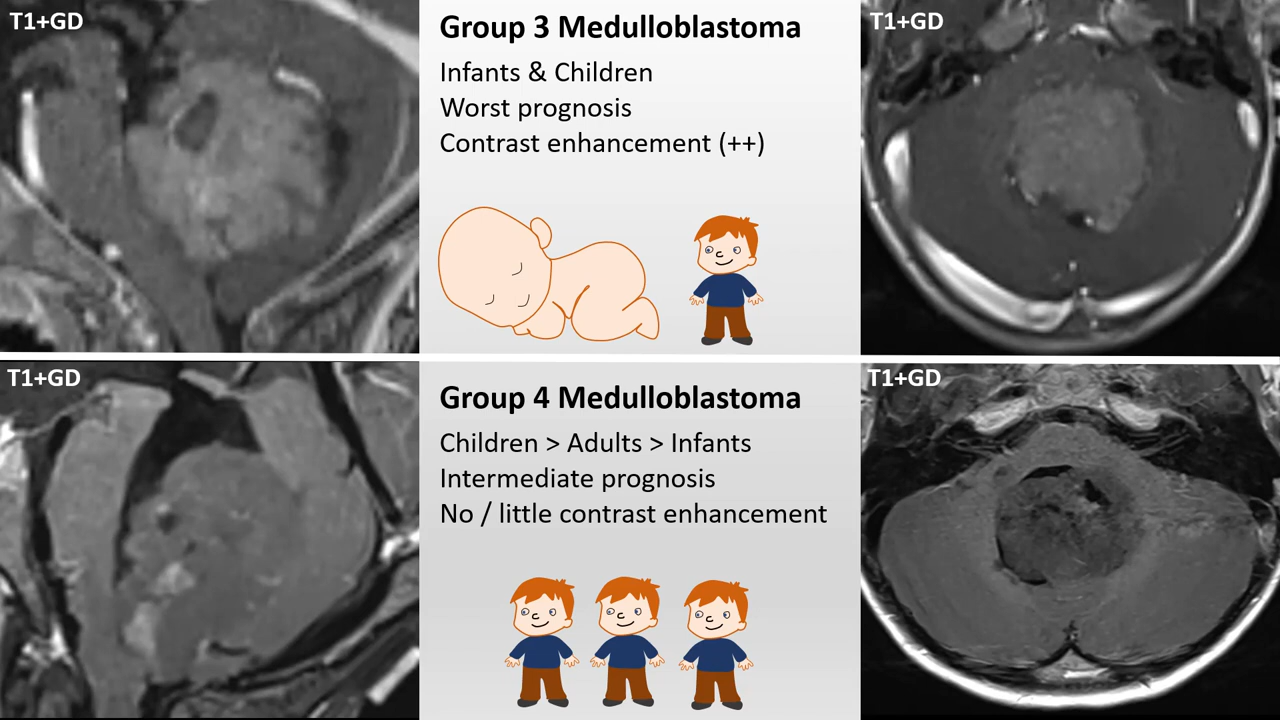 T1+GD
Group 3 Medulloblastoma
Infants & Children
Worst prognosis
Contrast enhancement (++)
T1+GD
T1+GD
Group 4 Medulloblastoma
Children > Adults > Infants
Intermediate prognosis
No / little contrast enhancement
T1+GD